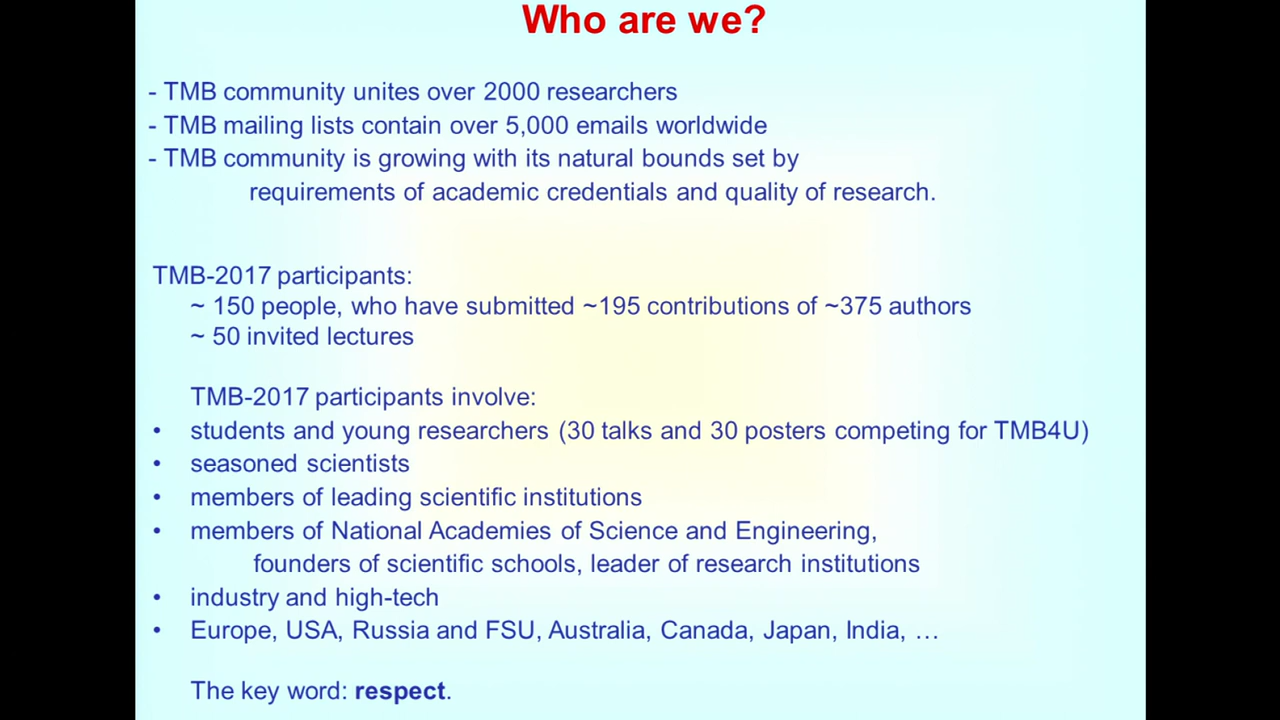 Who are we?
- TMB community unites over 2000 researchers
- TMB mailing lists contain over 5,000 emails worldwide
- TMB community is growing with its natural bounds set by
requirements of academic credentials and quality of research.
TMB-2017 participants:
~ 150 people, who have submitted ~195 contributions of ~375 authors
~ 50 invited lectures
TMB-2017 participants involve:
• students and young researchers (30 talks and 30 posters competing for TMB4U)
• seasoned scientists
• members of leading scientific institutions
• members of National Academies of Science and Engineering,
founders of scientific schools, leader of research institutions
• industry and high-tech
• Europe, USA, Russia and FSU, Australia, Canada, Japan, India, …
The key word: respect.